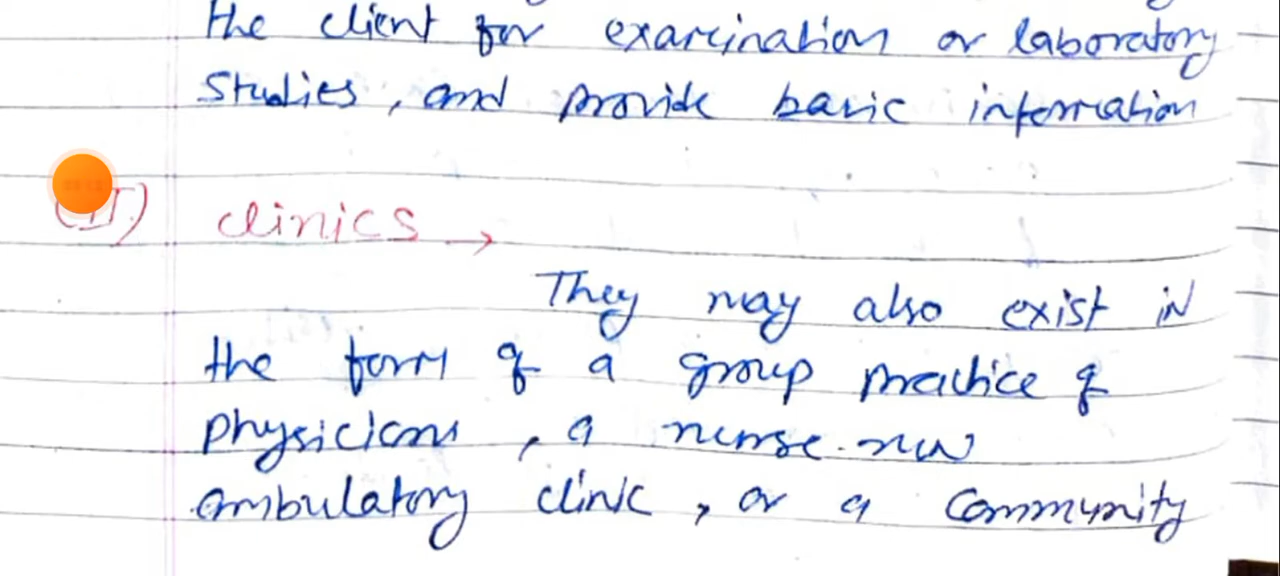 the client for examination or laboratory
Studies, and provide basic information
(II.) clinics →
They may also exist in
the form of a group practice of
physicians, a nurse-run
ambulatory clinic, or a Community